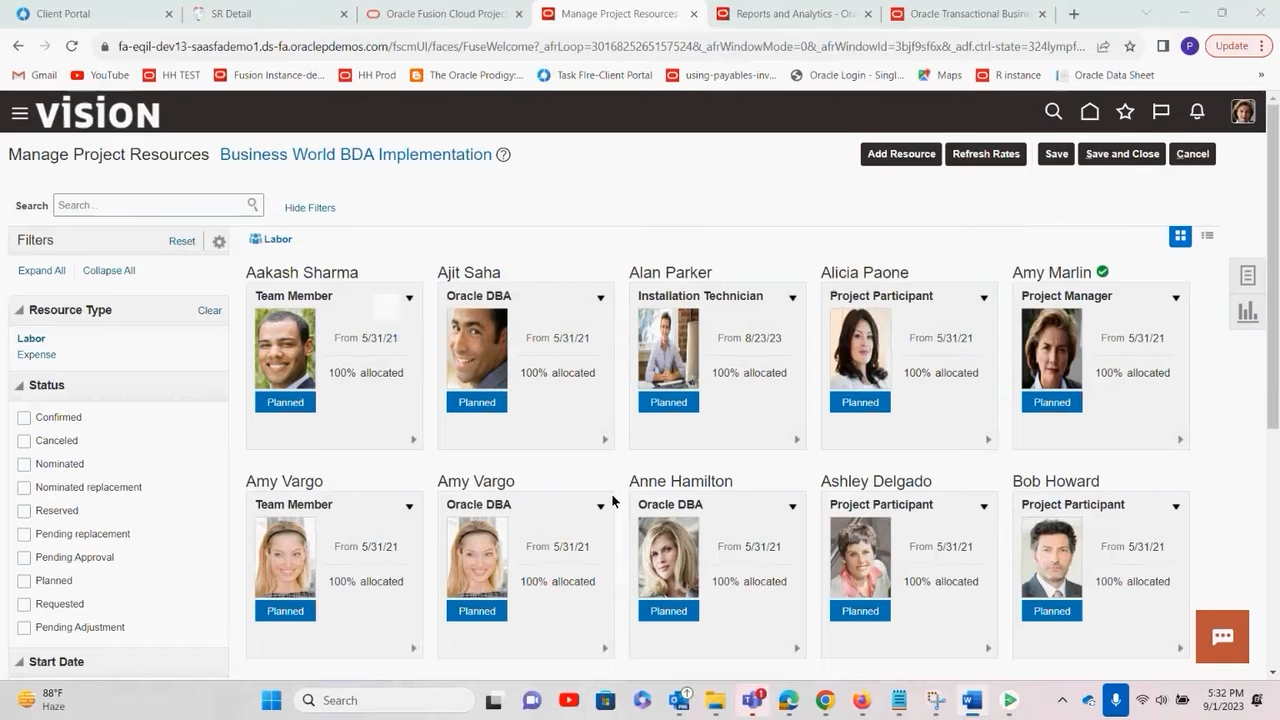 Client Portal
SR Detail
Oracle Fusion Cloud Projec
Manage Project Resources
Reports and Analytics - Ora
Oracle Transactional Busin
Update
fa-eqil-dev13-saasfademo1.ds-fa.oraclepdemos.com/fscmUI/faces/FuseWelcome?_afrLoop=30168252651575​24&_afrWindowMode=0&_afrWindowId=3bjf9sf6x&_adf.ctrl-state=324lympf...
Gmail
YouTube
HH TEST
Fusion Instance-de...
HH Prod
The Oracle Prodigy:...
Task FIre-Client Portal
using-payables-inv...
Oracle Login - Singl...
Maps
R instance
Oracle Data Sheet
VISION
Manage Project Resources Business World BDA Implementation
Add Resource
Refresh Rates
Save
Save and Close
Cancel
Search
Search...
Hide Filters
Filters
Reset
Expand All
Collapse All
Resource Type
Clear
Labor
Expense
Status
Confirmed
Canceled
Nominated
Nominated replacement
Reserved
Pending replacement
Pending Approval
Planned
Requested
Pending Adjustment
Start Date
Labor
Aakash Sharma
Team Member
From 5/31/21
100% allocated
Planned
Ajit Saha
Oracle DBA
From 5/31/21
100% allocated
Planned
Alan Parker
Installation Technician
From 8/23/23
100% allocated
Planned
Alicia Paone
Project Participant
From 5/31/21
100% allocated
Planned
Amy Marlin
Project Manager
From 5/31/21
100% allocated
Planned
Amy Vargo
Team Member
From 5/31/21
100% allocated
Planned
Amy Vargo
Oracle DBA
From 5/31/21
100% allocated
Planned
Anne Hamilton
Oracle DBA
From 5/31/21
100% allocated
Planned
Ashley Delgado
Project Participant
From 5/31/21
100% allocated
Planned
Bob Howard
Project Participant
From 5/31/21
100% allocated
Planned
88°F
Haze
Search
5:32 PM
9/1/2023